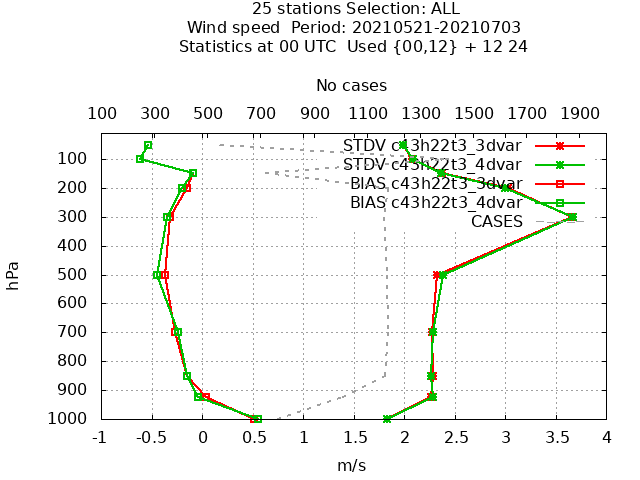 25 stations Selection: ALL
Wind speed  Period: 20210521-20210703
Statistics at 00 UTC  Used {00,12} + 12 24
No cases
100 300 500 700 900 1100 1300 1500 1700 1900
STDV c43h22t3_3dvar
STDV c43h22t3_4dvar
BIAS c43h22t3_3dvar
BIAS c43h22t3_4dvar
CASES
hPa
100
200
300
400
500
600
700
800
900
1000
-1 -0.5 0 0.5 1 1.5 2 2.5 3 3.5 4
m/s